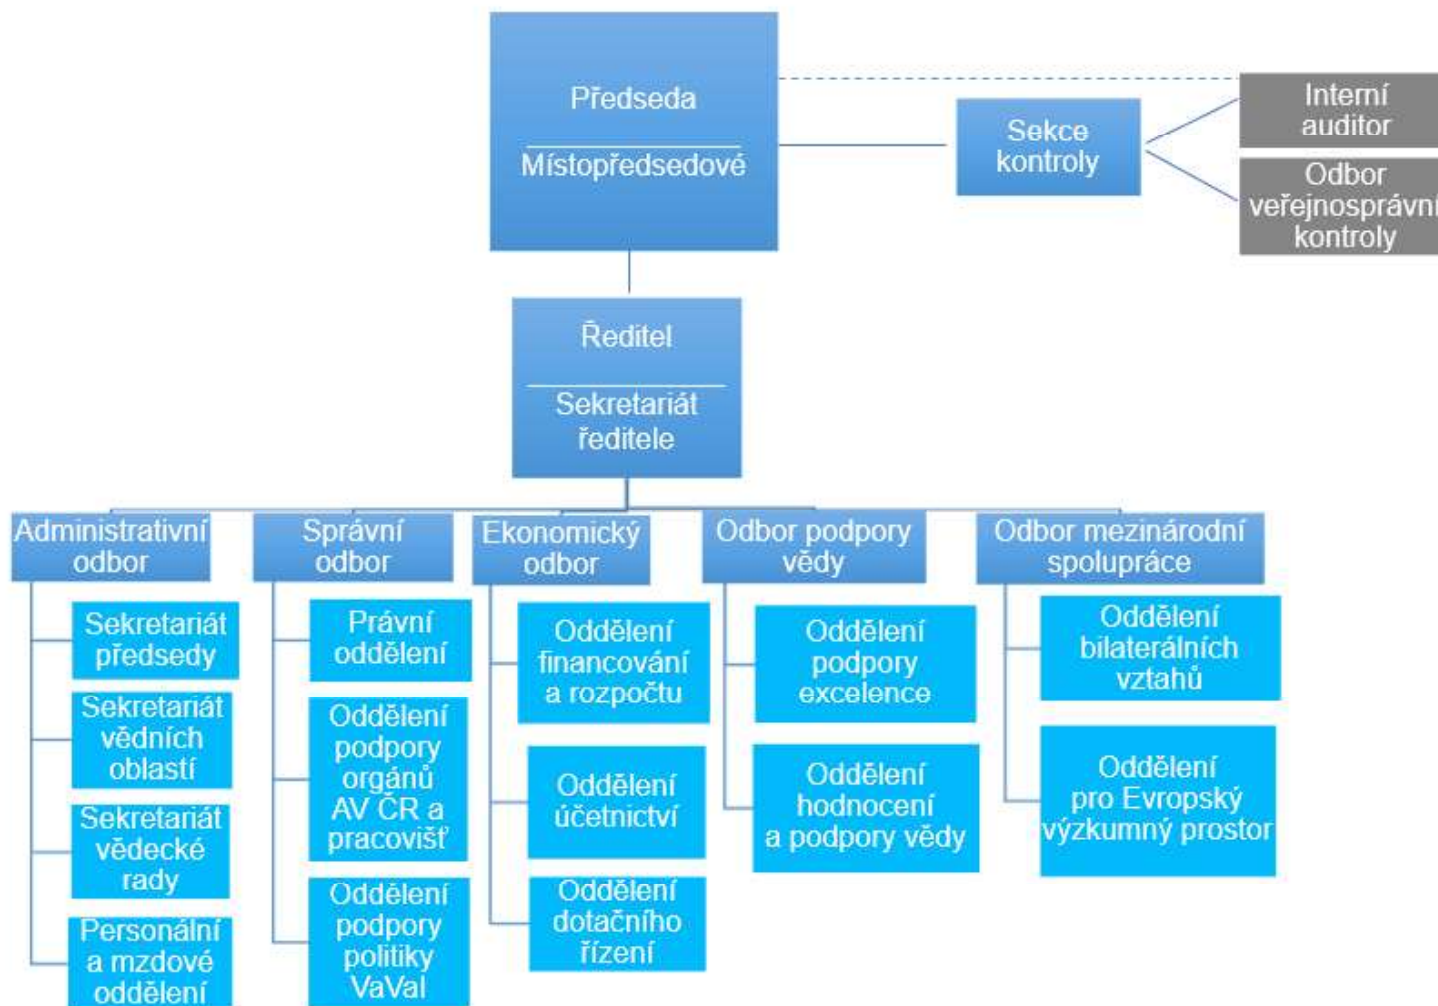 Předseda
Místopředsedové
Sekce
kontroly
Interní
auditor
Odbor
veřejnosprávní
kontroly
Ředitel
Sekretariát
ředitele
Administrativní
odbor
Sekretariát
předsedy
Sekretariát
vědních
oblastí
Sekretariát
vědecké
rady
Personální
a mzdové
oddělení
Správní
odbor
Právní
oddělení
Oddělení
podpory
orgánů
AV ČR a
pracovišť
Oddělení
podpory
politiky
VaVaI
Ekonomický
odbor
Oddělení
financování
a rozpočtu
Oddělení
účetnictví
Oddělení
dotačního
řízení
Odbor podpory
vědy
Oddělení
podpory
excelence
Oddělení
hodnocení
a podpory vědy
Odbor mezinárodní
spolupráce
Oddělení
bilaterálních
vztahů
Oddělení
pro Evropský
výzkumný prostor